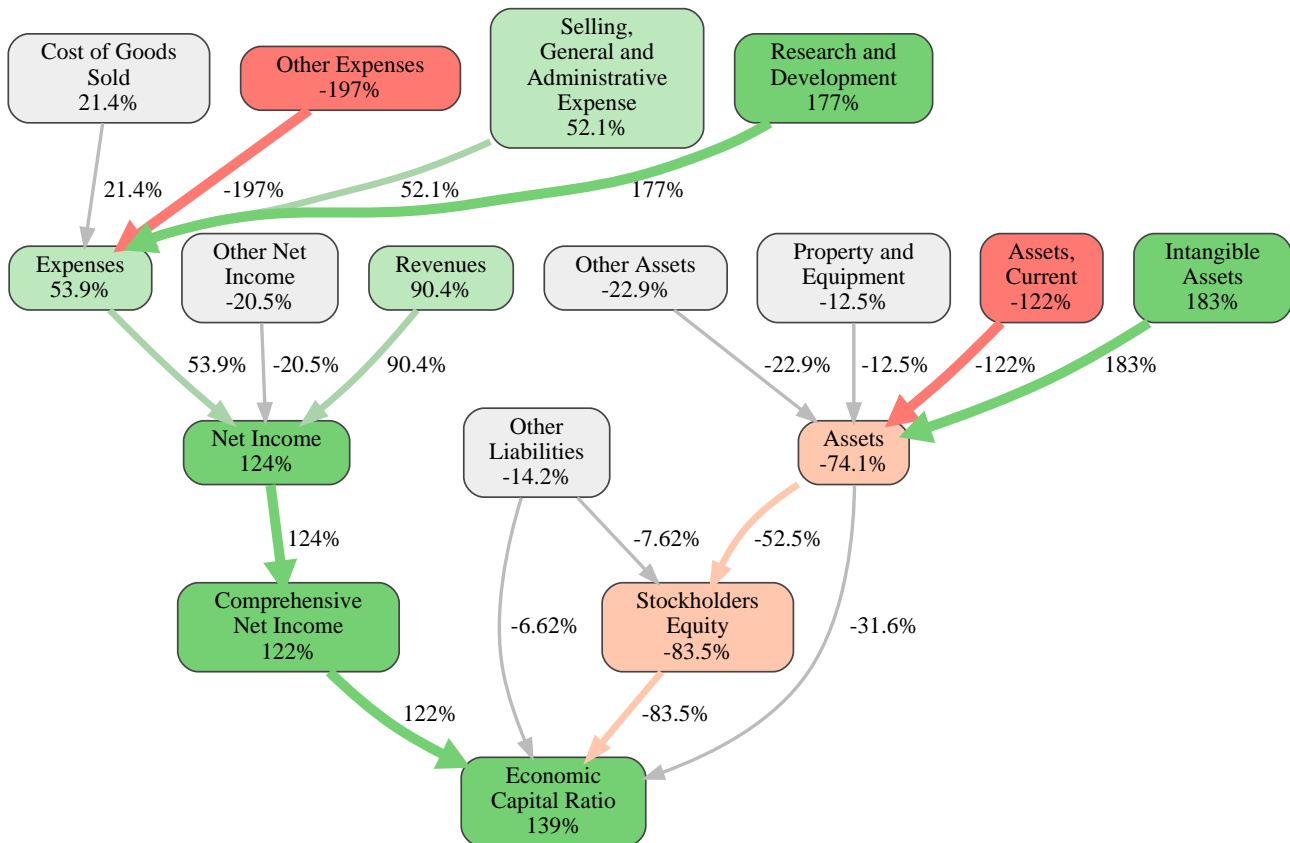 Cost of Goods
Sold
21.4%
Other Expenses
-197%
Selling,
General and
Administrative
Expense
52.1%
Research and
Development
177%
21.4%
-197%
52.1%
177%
Expenses
53.9%
Other Net
Income
-20.5%
Revenues
90.4%
Other Assets
-22.9%
Property and
Equipment
-12.5%
Assets,
Current
-122%
Intangible
Assets
183%
53.9%
-20.5%
90.4%
-22.9%
-12.5%
-122%
183%
Net Income
124%
Other
Liabilities
-14.2%
Assets
-74.1%
124%
-7.62%
-52.5%
Comprehensive
Net Income
122%
-6.62%
Stockholders
Equity
-83.5%
-31.6%
122%
-83.5%
Economic
Capital Ratio
139%